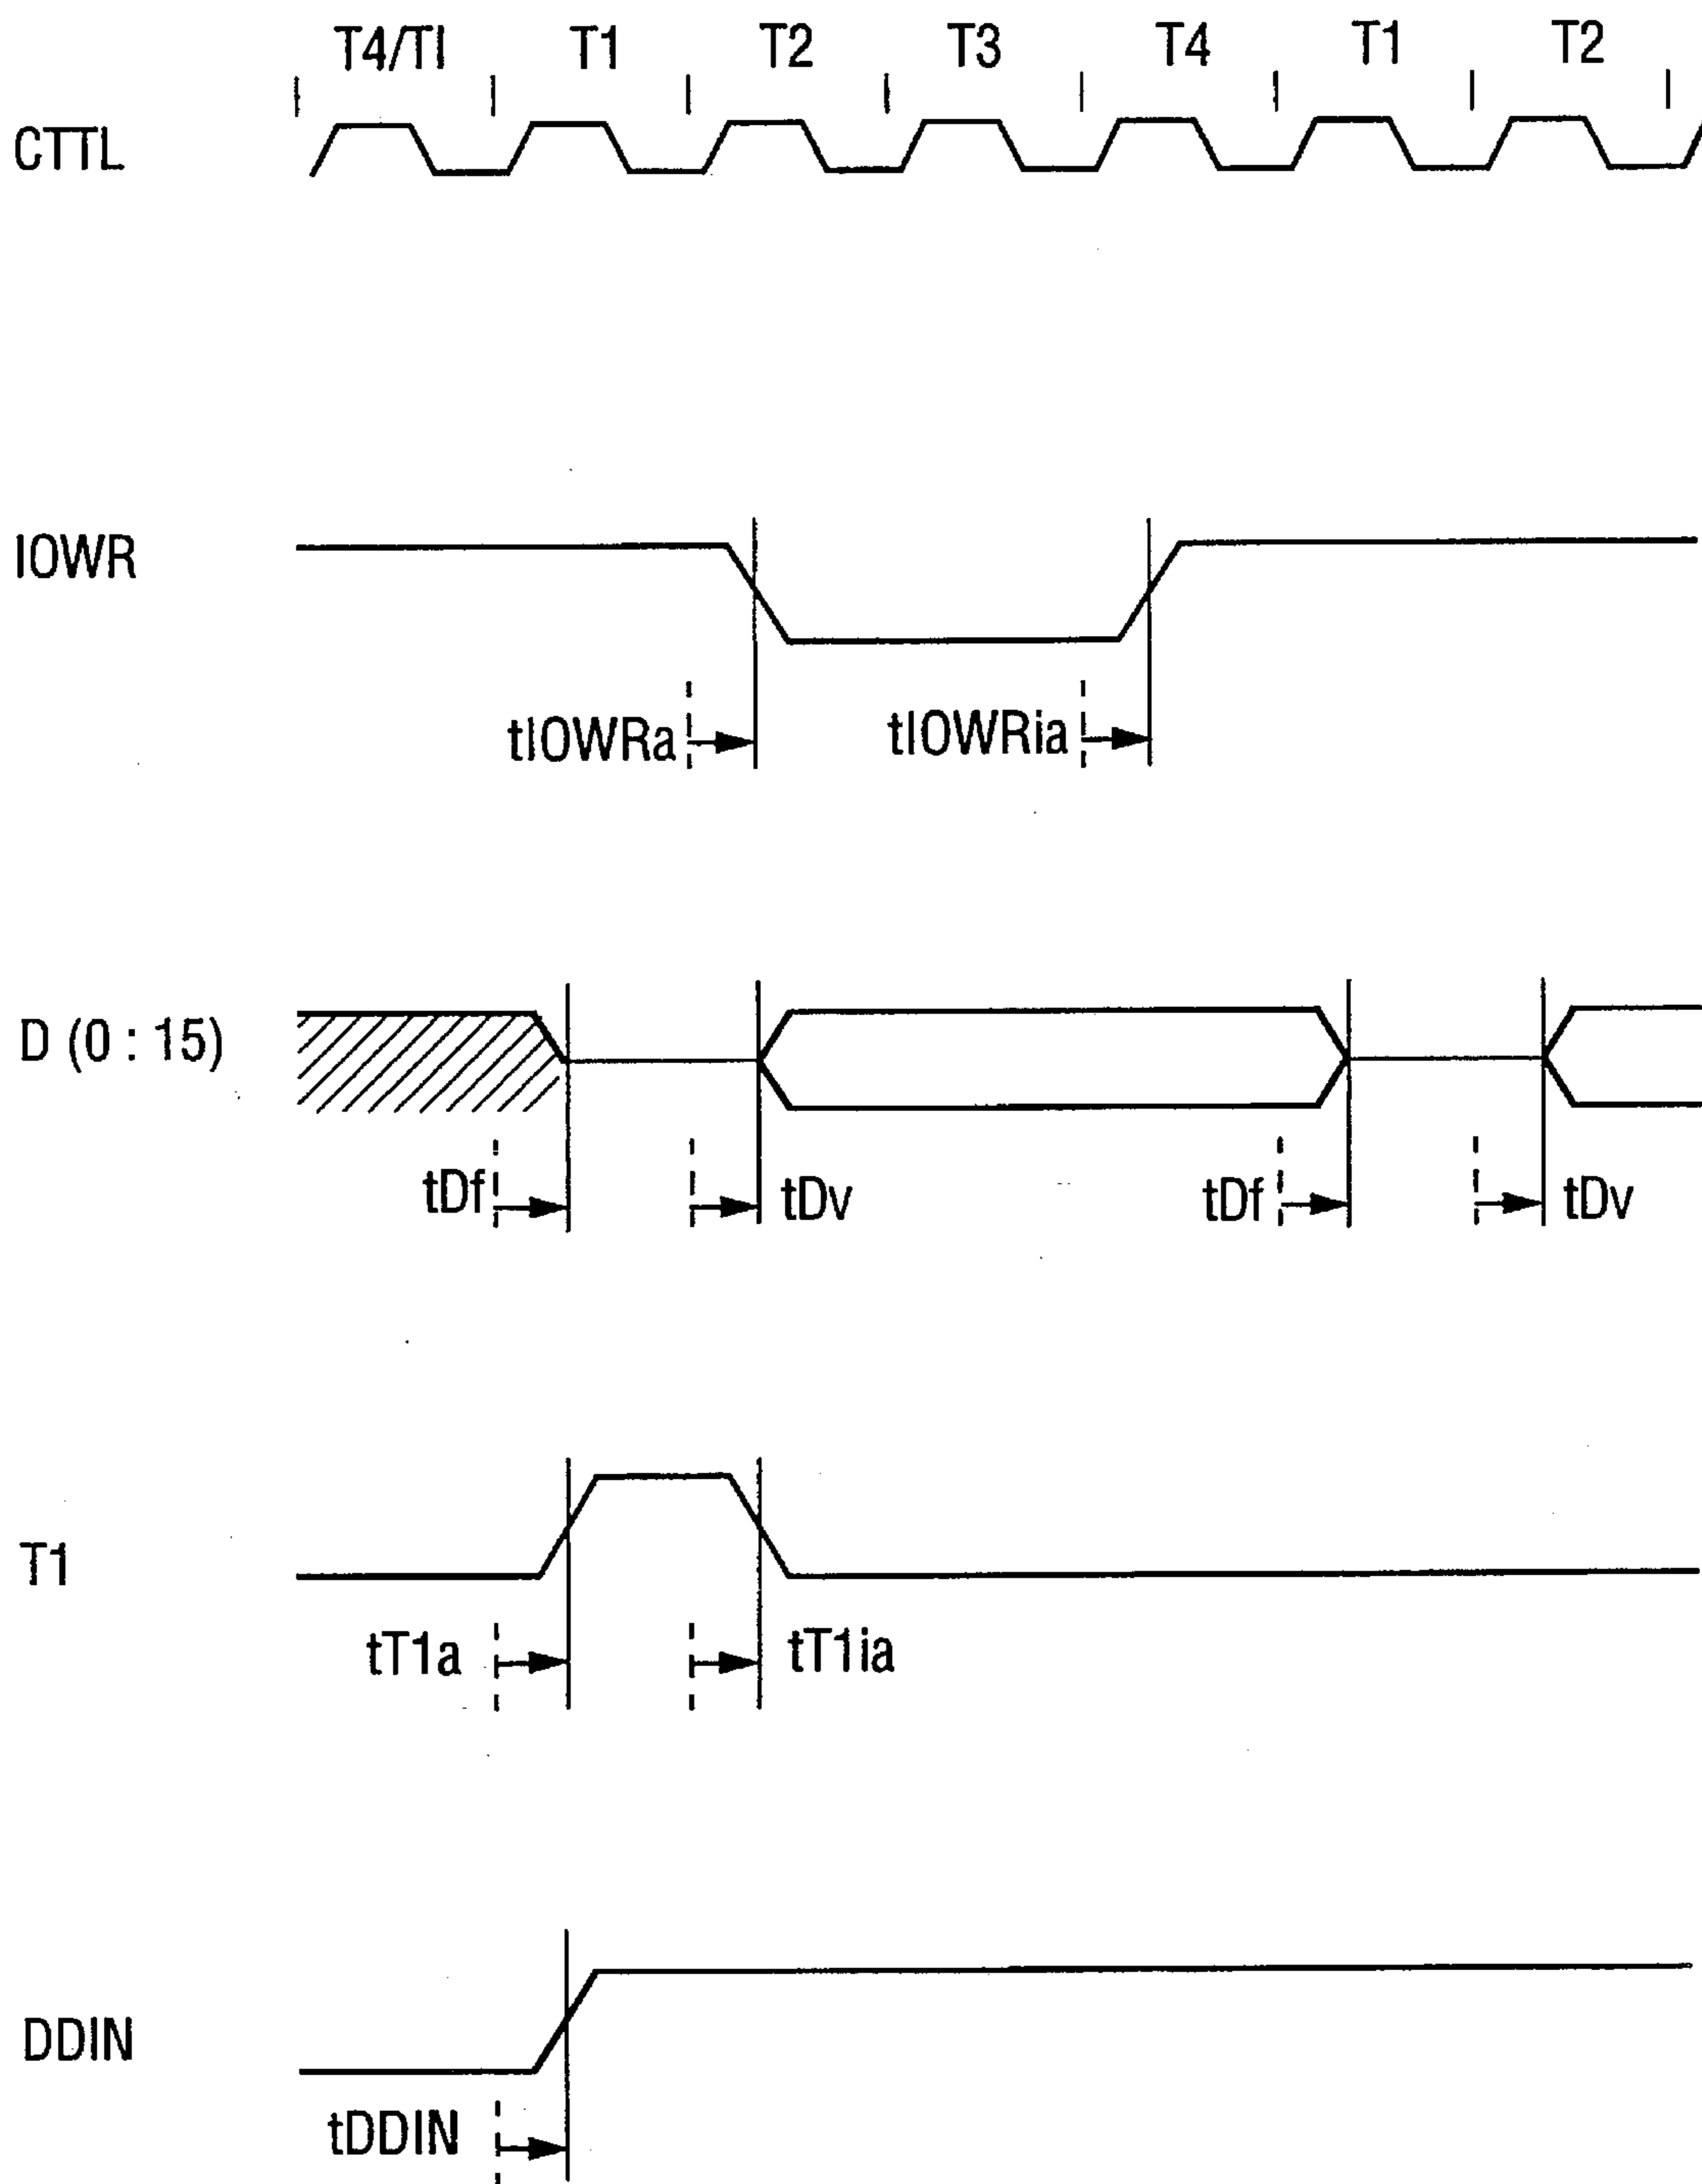 T4/TI T1 T2 T3 T4 T1 T2
CTTL
IOWR
tIOWRa tIOWRia
D (0 : 15)
tDf tDv tDf tDv
T1
tT1a tT1ia
DDIN
tDDIN